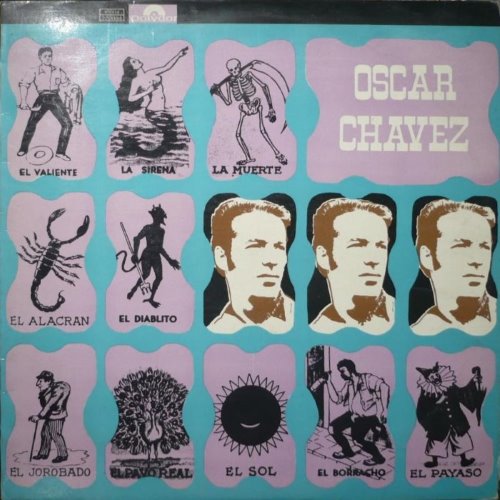 Polydor
OSCAR
CHAVEZ
EL VALIENTE
LA SIRENA
LA MUERTE
EL ALACRAN
EL DIABLITO
EL JOROBADO
EL PAVO REAL
EL SOL
EL BORRACHO
EL PAYASO